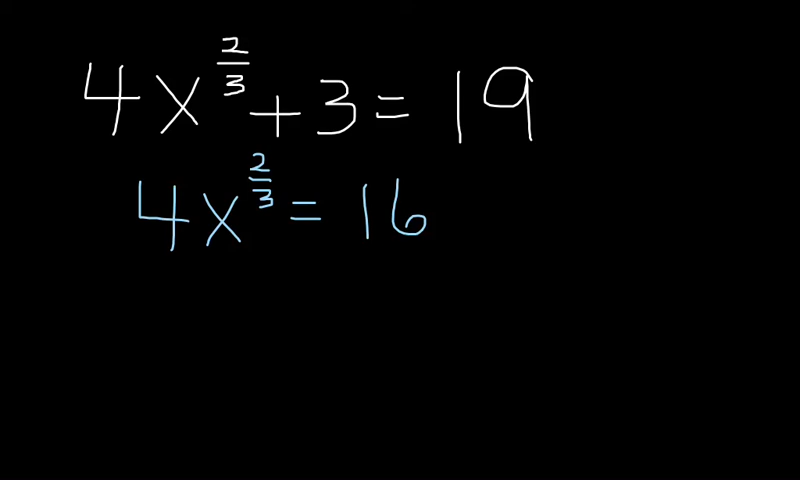 4x^{2/3} + 3 = 19
4x^{2/3} = 16